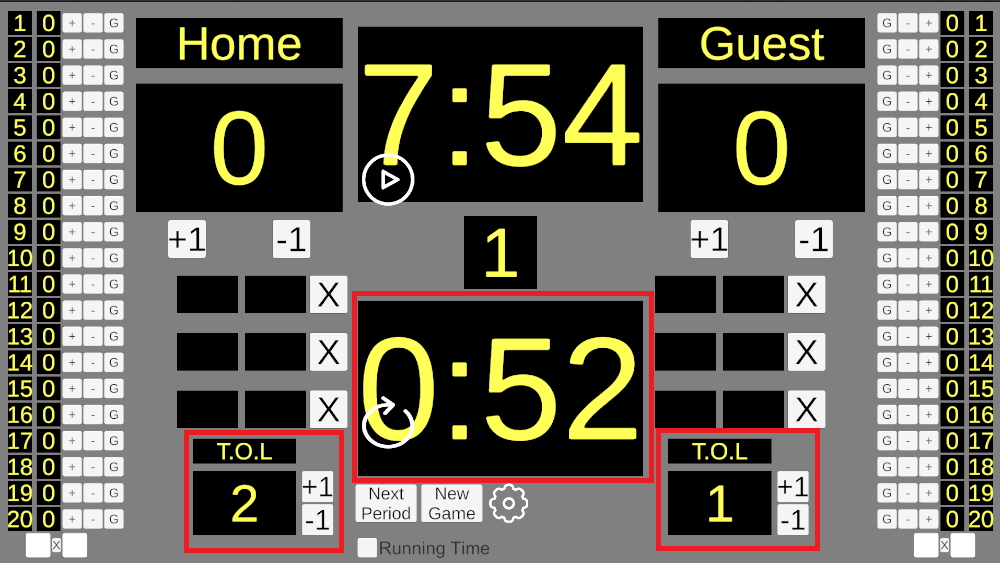 Home 7:54 Guest
0 0
+1 -1 1 +1 -1
X X
X 0:52 X
X X
T.O.L T.O.L
2 +1 -1 1 +1 -1
Next Period New Game
Running Time
1 0 + - G G - + 0 1
2 0 + - G G - + 0 2
3 0 + - G G - + 0 3
4 0 + - G G - + 0 4
5 0 + - G G - + 0 5
6 0 + - G G - + 0 6
7 0 + - G G - + 0 7
8 0 + - G G - + 0 8
9 0 + - G G - + 0 9
10 0 + - G G - + 0 10
11 0 + - G G - + 0 11
12 0 + - G G - + 0 12
13 0 + - G G - + 0 13
14 0 + - G G - + 0 14
15 0 + - G G - + 0 15
16 0 + - G G - + 0 16
17 0 + - G G - + 0 17
18 0 + - G G - + 0 18
19 0 + - G G - + 0 19
20 0 + - G G - + 0 20
X X